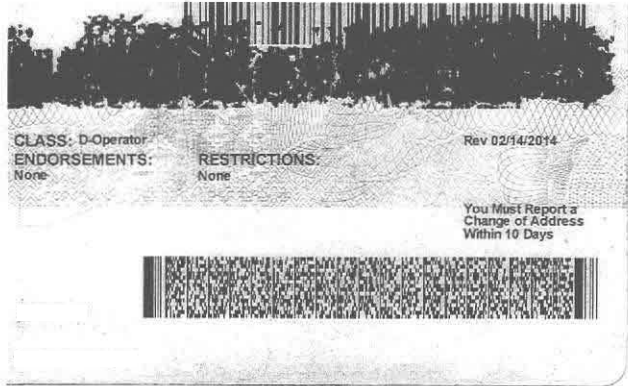 CLASS: D-Operator
ENDORSEMENTS:
None
RESTRICTIONS:
None
Rev 02/14/2014
You Must Report a
Change of Address
Within 10 Days